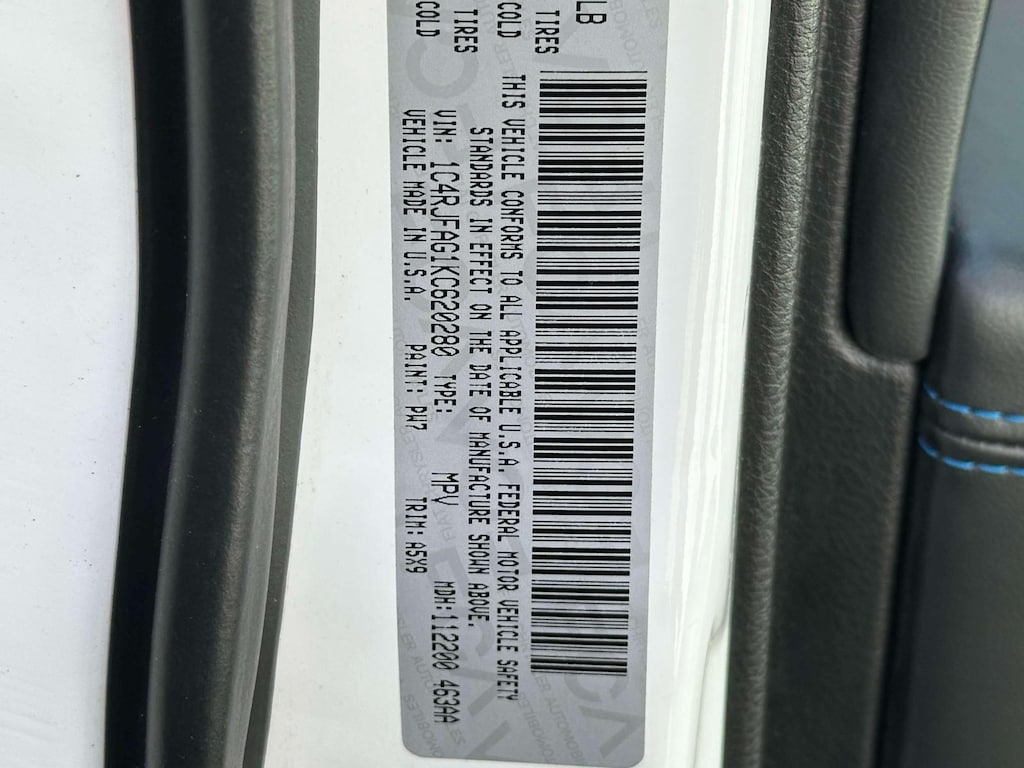 LB
TIRES COLD
TIRES COLD
THIS VEHICLE CONFORMS TO ALL APPLICABLE U.S.A. FEDERAL MOTOR VEHICLE SAFETY
STANDARDS IN EFFECT ON THE DATE OF MANUFACTURE SHOWN ABOVE.
VIN: 1C4RJFAG1KC620280 TYPE: MPV MDH:112200 463AA
VEHICLE MADE IN U.S.A. PAINT: PW7 TRIM: A5X9